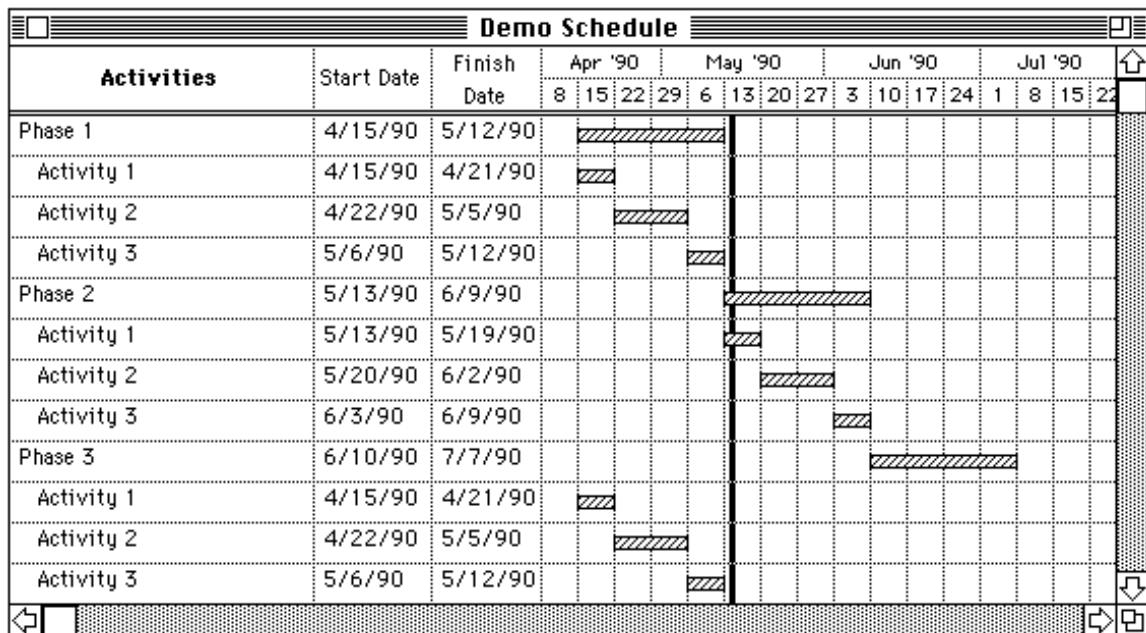 Demo Schedule
Activities Start Date Finish Date Apr '90 May '90 Jun '90 Jul '90
8 15 22 29 6 13 20 27 3 10 17 24 1 8 15 22
Phase 1 4/15/90 5/12/90
Activity 1 4/15/90 4/21/90
Activity 2 4/22/90 5/5/90
Activity 3 5/6/90 5/12/90
Phase 2 5/13/90 6/9/90
Activity 1 5/13/90 5/19/90
Activity 2 5/20/90 6/2/90
Activity 3 6/3/90 6/9/90
Phase 3 6/10/90 7/7/90
Activity 1 4/15/90 4/21/90
Activity 2 4/22/90 5/5/90
Activity 3 5/6/90 5/12/90